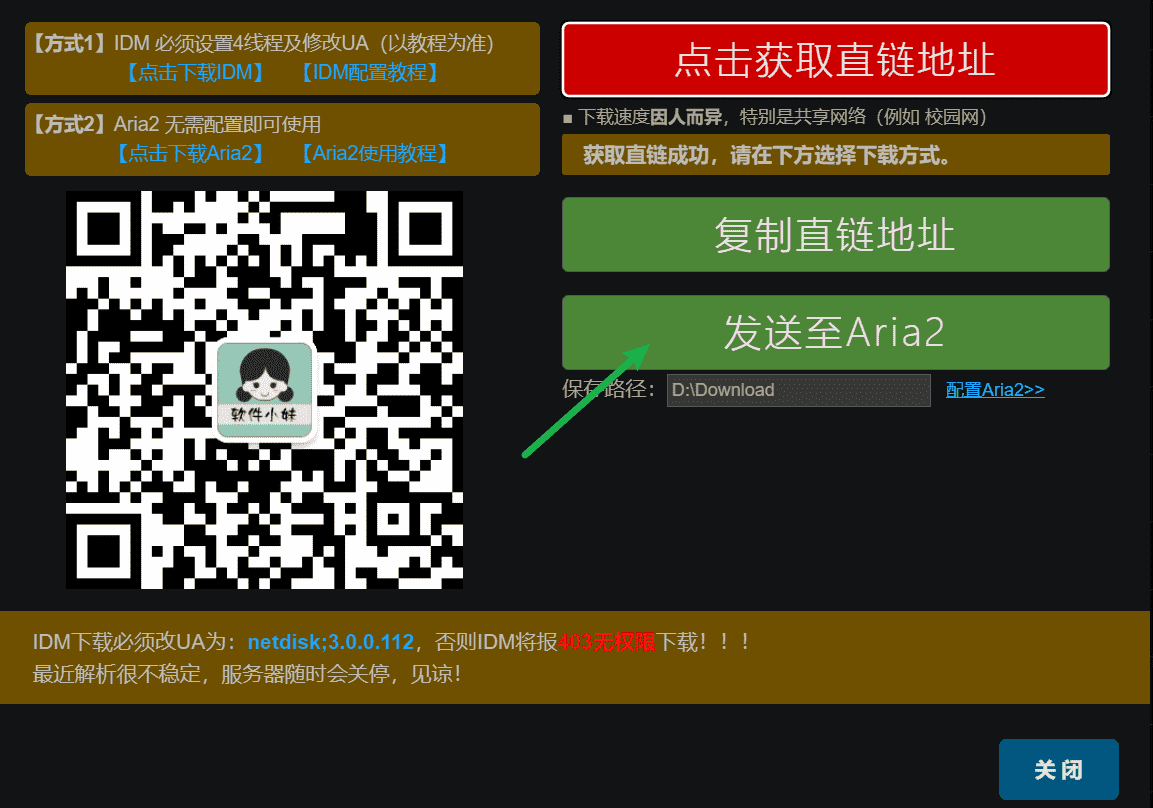 【方式1】IDM 必须设置4线程及修改UA（以教程为准）
【点击下载IDM】 【IDM配置教程】
【方式2】Aria2 无需配置即可使用
【点击下载Aria2】 【Aria2使用教程】
软件小妹
点击获取直链地址
■ 下载速度因人而异，特别是共享网络（例如 校园网）
获取直链成功，请在下方选择下载方式。
复制直链地址
发送至Aria2
保存路径： D:\Download 配置Aria2>>
IDM下载必须改UA为：netdisk;3.0.0.112，否则IDM将报403无权限下载！！！
最近解析很不稳定，服务器随时会关停，见谅！
关闭